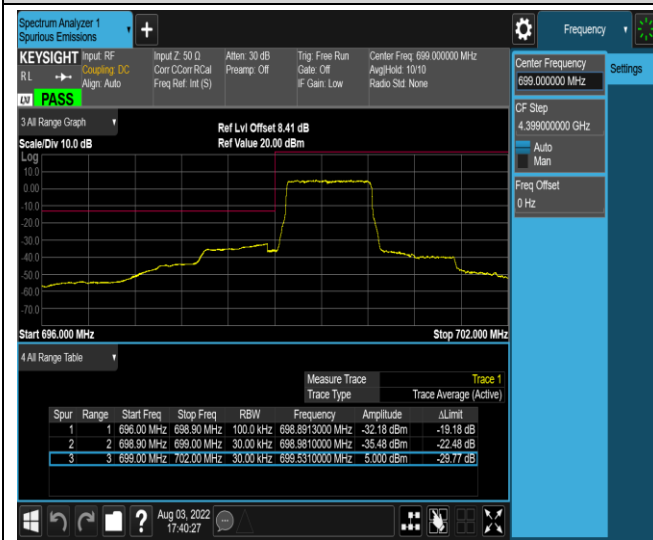 Spectrum Analyzer 1
Spurious Emissions
Frequency
KEYSIGHT
R L
LXI
PASS
Input: RF
Coupling: DC
Align: Auto
Input Z: 50 Ω
Corr CCorr RCal
Freq Ref: Int (S)
Atten: 30 dB
Preamp: Off
Trig: Free Run
Gate: Off
IF Gain: Low
Center Freq: 699.000000 MHz
Avg|Hold: 10/10
Radio Std: None
Center Frequency
699.000000 MHz
Settings
CF Step
4.399000000 GHz
Auto
Man
Freq Offset
0 Hz
3 All Range Graph
Scale/Div 10.0 dB
Ref Lvl Offset 8.41 dB
Ref Value 20.00 dBm
Log
10.0
0.00
-10.0
-20.0
-30.0
-40.0
-50.0
-60.0
-70.0
Start 696.000 MHz
Stop 702.000 MHz
4 All Range Table
Measure Trace Trace 1
Trace Type Trace Average (Active)
Spur Range Start Freq Stop Freq RBW Frequency Amplitude ΔLimit
1 1 696.00 MHz 698.90 MHz 100.0 kHz 698.8913000 MHz -32.18 dBm -19.18 dB
2 2 698.90 MHz 699.00 MHz 30.00 kHz 698.9810000 MHz -35.48 dBm -22.48 dB
3 3 699.00 MHz 702.00 MHz 30.00 kHz 699.5310000 MHz 5.000 dBm -29.77 dB
Aug 03, 2022
17:40:27